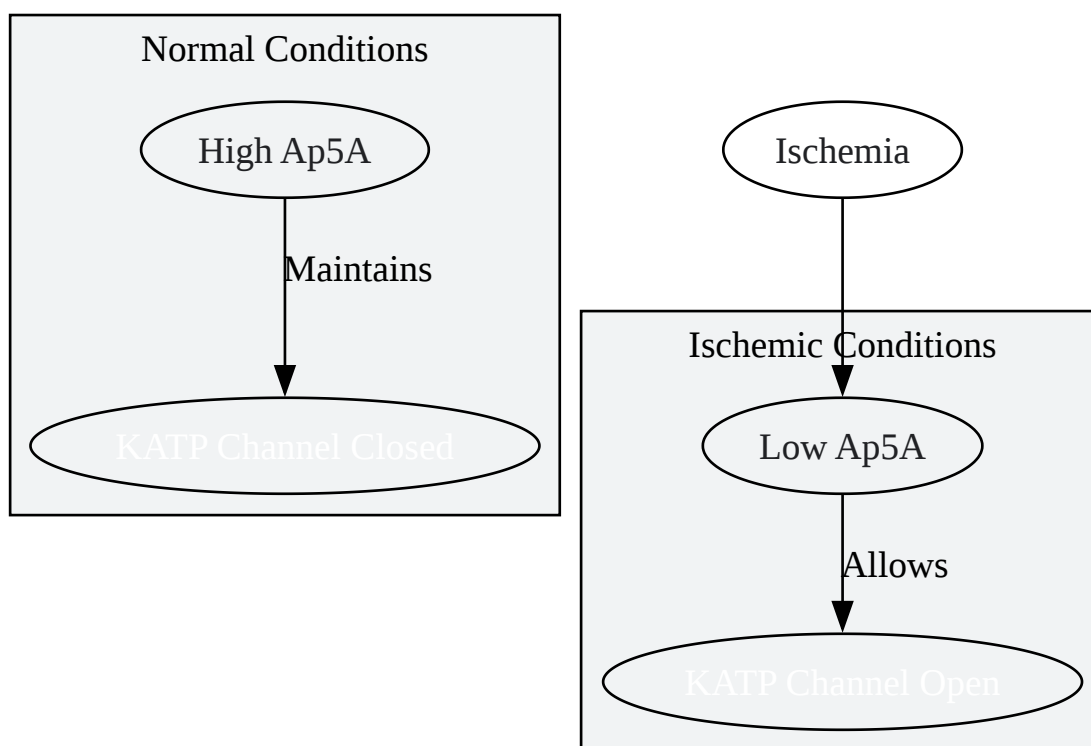 Normal Conditions
High Ap5A
Maintains
KATP Channel Closed
Ischemia
Ischemic Conditions
Low Ap5A
Allows
KATP Channel Open